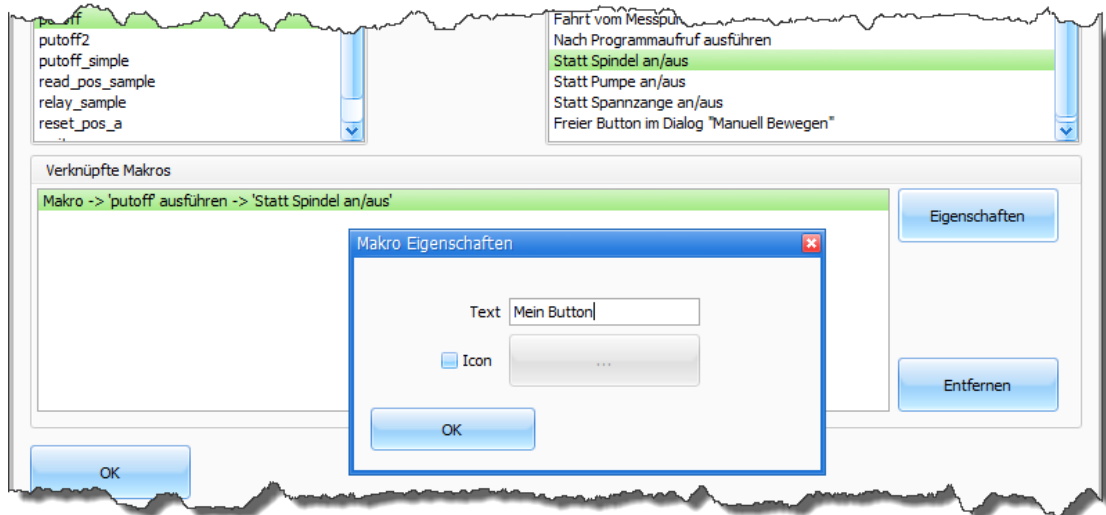 putoff2
putoff_simple
read_pos_sample
relay_sample
reset_pos_a
Fahrt vom
Nach Programmaufruf ausführen
Statt Spindel an/aus
Statt Pumpe an/aus
Statt Spannzange an/aus
Freier Button im Dialog "Manuell Bewegen"
Verknüpfte Makros
Makro -> 'putoff' ausführen -> 'Statt Spindel an/aus'
Eigenschaften
Makro Eigenschaften
Text Mein Button
Icon ...
OK
Entfernen
OK